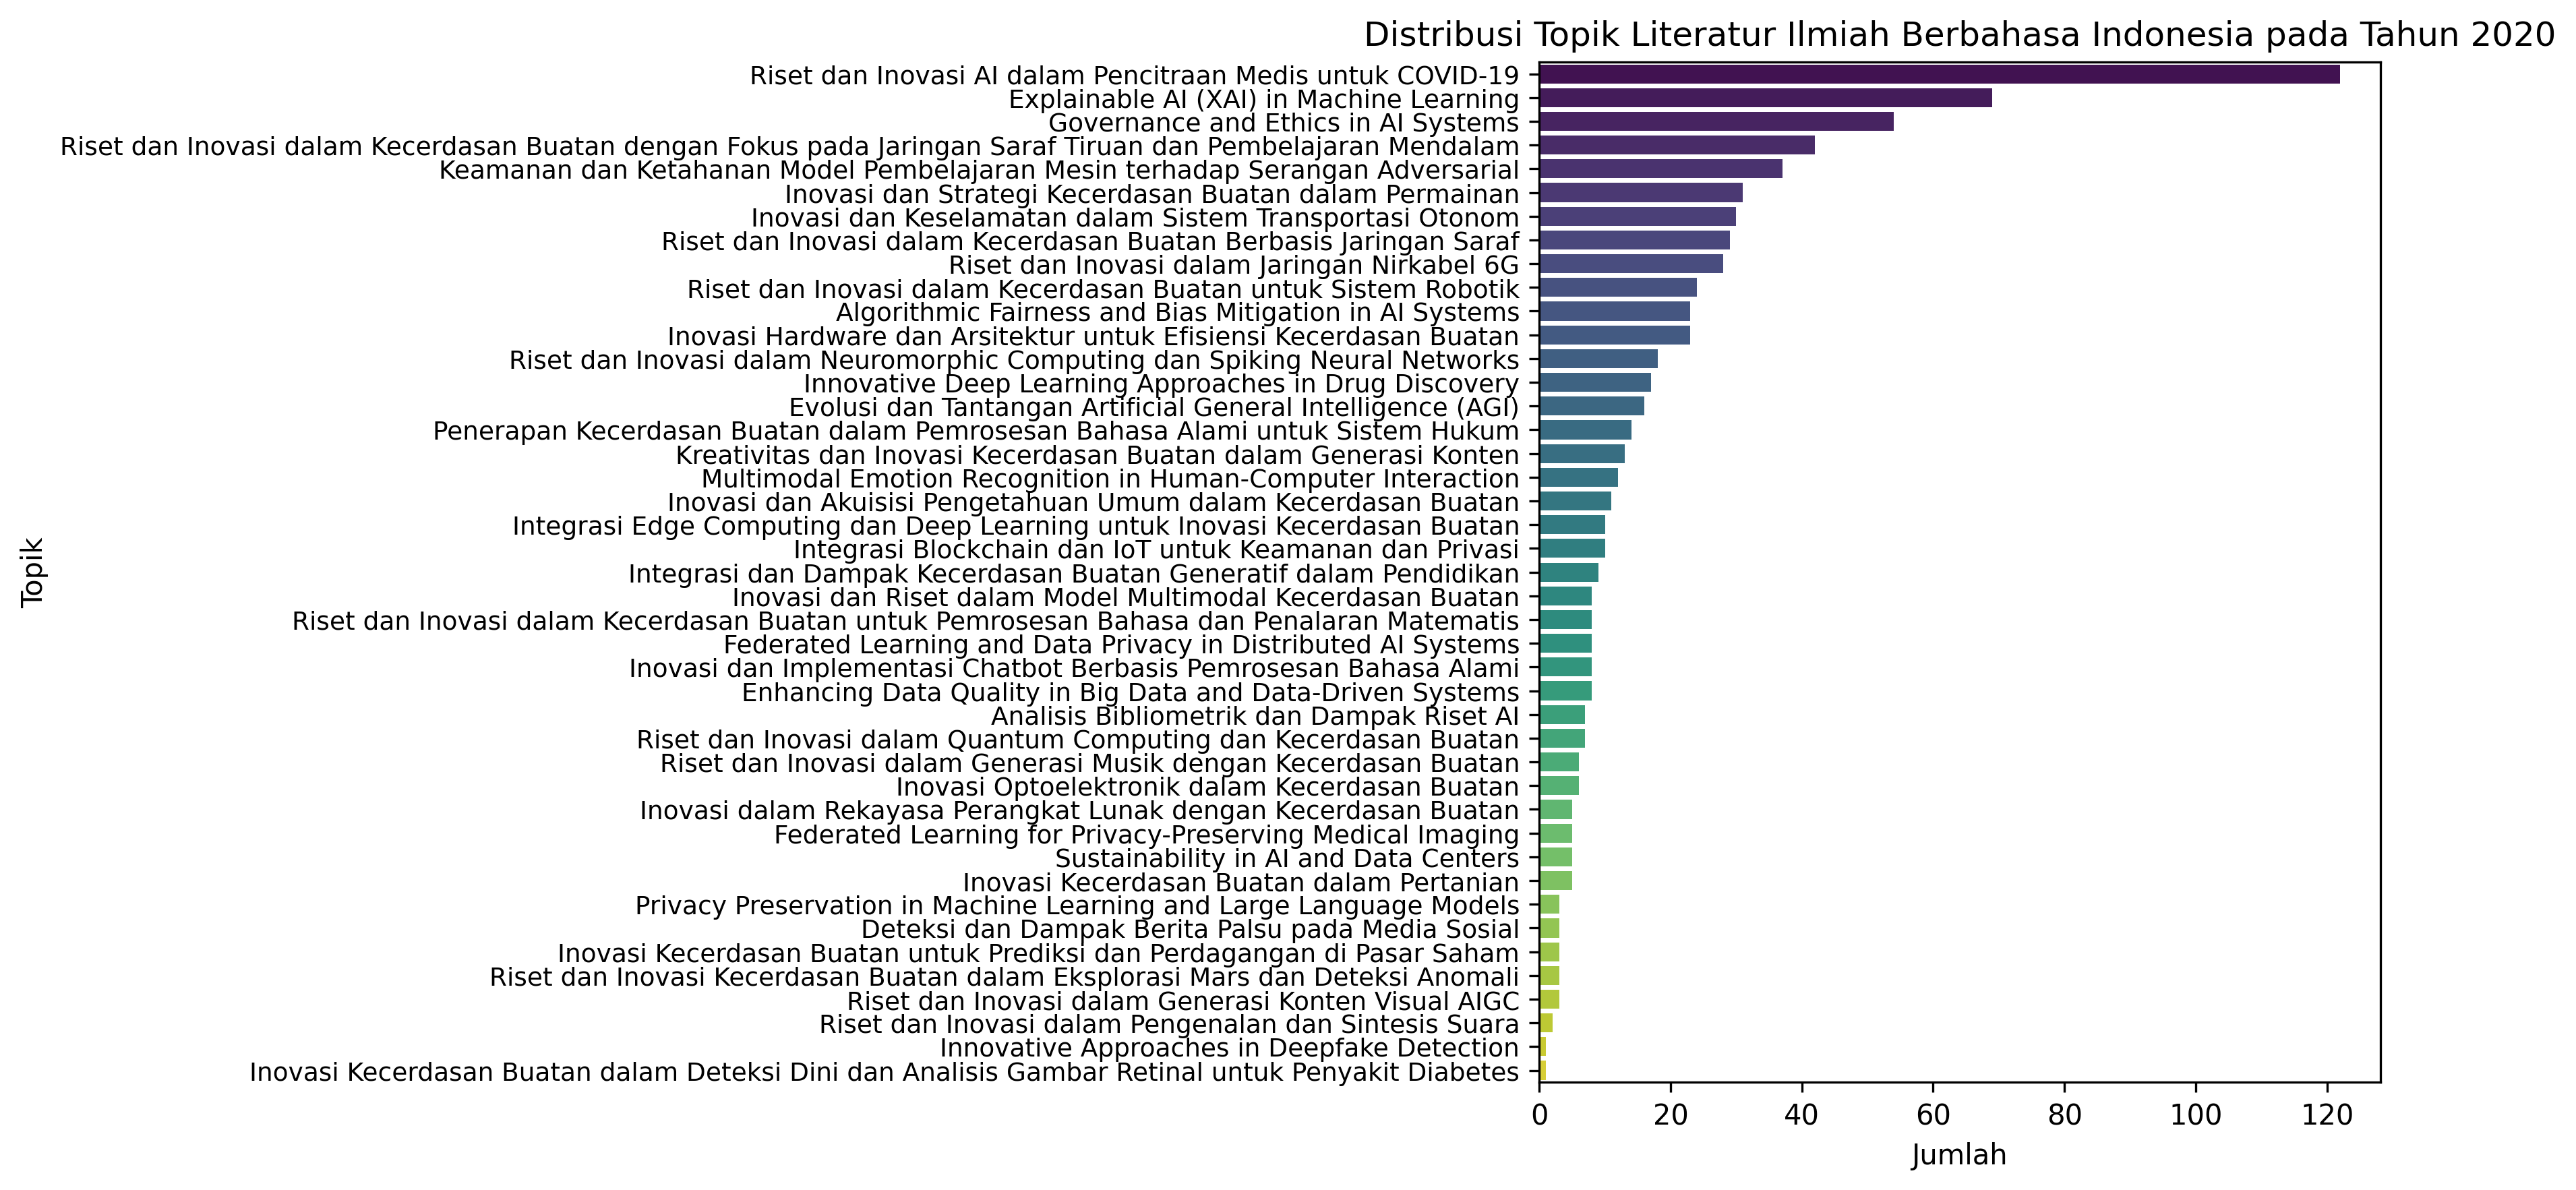 Distribusi Topik Literatur Ilmiah Berbahasa Indonesia pada Tahun 2020
Riset dan Inovasi AI dalam Pencitraan Medis untuk COVID-19
Explainable AI (XAI) in Machine Learning
Governance and Ethics in AI Systems
Riset dan Inovasi dalam Kecerdasan Buatan dengan Fokus pada Jaringan Saraf Tiruan dan Pembelajaran Mendalam
Keamanan dan Ketahanan Model Pembelajaran Mesin terhadap Serangan Adversarial
Inovasi dan Strategi Kecerdasan Buatan dalam Permainan
Inovasi dan Keselamatan dalam Sistem Transportasi Otonom
Riset dan Inovasi dalam Kecerdasan Buatan Berbasis Jaringan Saraf
Riset dan Inovasi dalam Jaringan Nirkabel 6G
Riset dan Inovasi dalam Kecerdasan Buatan untuk Sistem Robotik
Algorithmic Fairness and Bias Mitigation in AI Systems
Inovasi Hardware dan Arsitektur untuk Efisiensi Kecerdasan Buatan
Riset dan Inovasi dalam Neuromorphic Computing dan Spiking Neural Networks
Innovative Deep Learning Approaches in Drug Discovery
Evolusi dan Tantangan Artificial General Intelligence (AGI)
Penerapan Kecerdasan Buatan dalam Pemrosesan Bahasa Alami untuk Sistem Hukum
Kreativitas dan Inovasi Kecerdasan Buatan dalam Generasi Konten
Multimodal Emotion Recognition in Human-Computer Interaction
Inovasi dan Akuisisi Pengetahuan Umum dalam Kecerdasan Buatan
Integrasi Edge Computing dan Deep Learning untuk Inovasi Kecerdasan Buatan
Integrasi Blockchain dan IoT untuk Keamanan dan Privasi
Integrasi dan Dampak Kecerdasan Buatan Generatif dalam Pendidikan
Inovasi dan Riset dalam Model Multimodal Kecerdasan Buatan
Riset dan Inovasi dalam Kecerdasan Buatan untuk Pemrosesan Bahasa dan Penalaran Matematis
Federated Learning and Data Privacy in Distributed AI Systems
Inovasi dan Implementasi Chatbot Berbasis Pemrosesan Bahasa Alami
Enhancing Data Quality in Big Data and Data-Driven Systems
Analisis Bibliometrik dan Dampak Riset AI
Riset dan Inovasi dalam Quantum Computing dan Kecerdasan Buatan
Riset dan Inovasi dalam Generasi Musik dengan Kecerdasan Buatan
Inovasi Optoelektronik dalam Kecerdasan Buatan
Inovasi dalam Rekayasa Perangkat Lunak dengan Kecerdasan Buatan
Federated Learning for Privacy-Preserving Medical Imaging
Sustainability in AI and Data Centers
Inovasi Kecerdasan Buatan dalam Pertanian
Privacy Preservation in Machine Learning and Large Language Models
Deteksi dan Dampak Berita Palsu pada Media Sosial
Inovasi Kecerdasan Buatan untuk Prediksi dan Perdagangan di Pasar Saham
Riset dan Inovasi Kecerdasan Buatan dalam Eksplorasi Mars dan Deteksi Anomali
Riset dan Inovasi dalam Generasi Konten Visual AIGC
Riset dan Inovasi dalam Pengenalan dan Sintesis Suara
Innovative Approaches in Deepfake Detection
Inovasi Kecerdasan Buatan dalam Deteksi Dini dan Analisis Gambar Retinal untuk Penyakit Diabetes
Topik
0 20 40 60 80 100 120
Jumlah